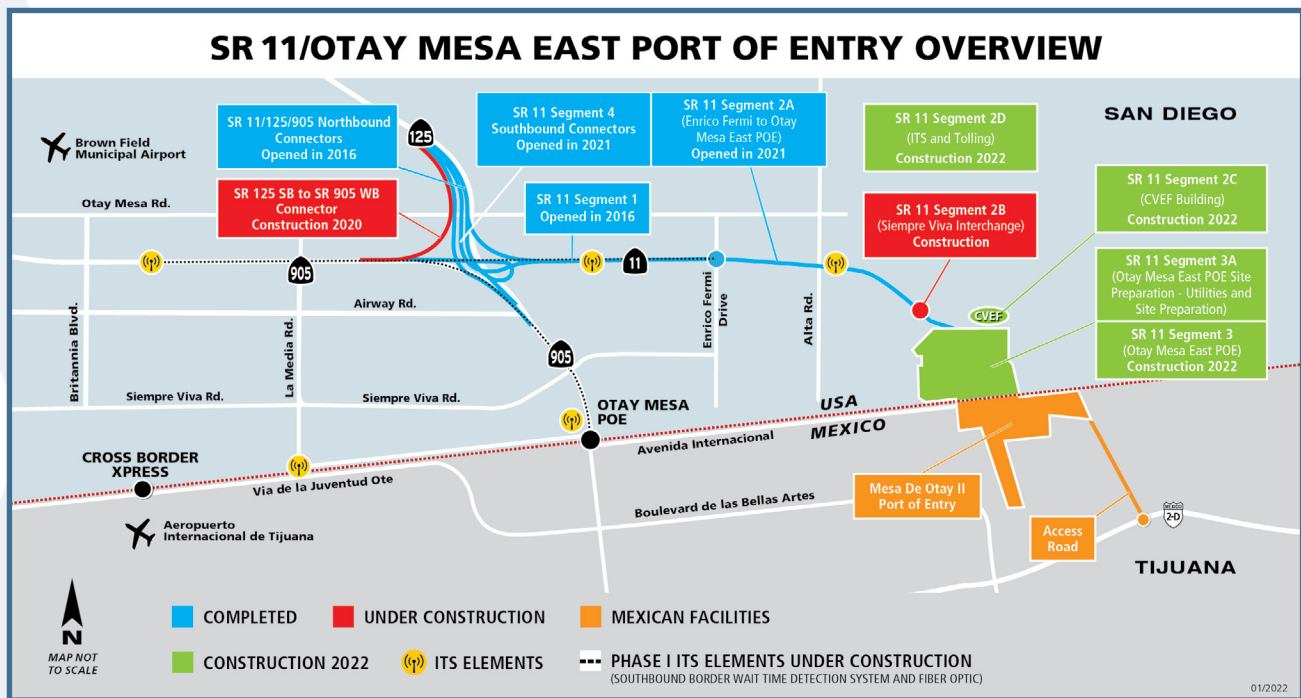 SR 11/OTAY MESA EAST PORT OF ENTRY OVERVIEW
SAN DIEGO
Brown Field
Municipal Airport
SR 11/125/905 Northbound
Connectors
Opened in 2016
125
SR 11 Segment 4
Southbound Connectors
Opened in 2021
SR 11 Segment 2A
(Enrico Fermi to Otay
Mesa East POE)
Opened in 2021
SR 11 Segment 2D
(ITS and Tolling)
Construction 2022
SR 125 SB to SR 905 WB
Connector
Construction 2020
SR 11 Segment 1
Opened in 2016
SR 11 Segment 2B
(Siempre Viva Interchange)
Construction
SR 11 Segment 2C
(CVEF Building)
Construction 2022
SR 11 Segment 3A
(Otay Mesa East POE Site
Preparation - Utilities and
Site Preparation)
SR 11 Segment 3
(Otay Mesa East POE)
Construction 2022
Otay Mesa Rd.
905
11
Airway Rd.
Britannia Blvd.
La Media Rd.
Enrico Fermi
Drive
Alta Rd.
CVEF
905
Siempre Viva Rd.
Siempre Viva Rd.
OTAY MESA
POE
USA
MEXICO
Avenida Internacional
CROSS BORDER
XPRESS
Via de la Juventud Ote
Boulevard de las Bellas Artes
Mesa De Otay II
Port of Entry
Access
Road
MEXICO
2-D
Aeropuerto
Internacional de Tijuana
TIJUANA
N
MAP NOT
TO SCALE
COMPLETED
UNDER CONSTRUCTION
MEXICAN FACILITIES
CONSTRUCTION 2022
ITS ELEMENTS
PHASE I ITS ELEMENTS UNDER CONSTRUCTION
(SOUTHBOUND BORDER WAIT TIME DETECTION SYSTEM AND FIBER OPTIC)
01/2022